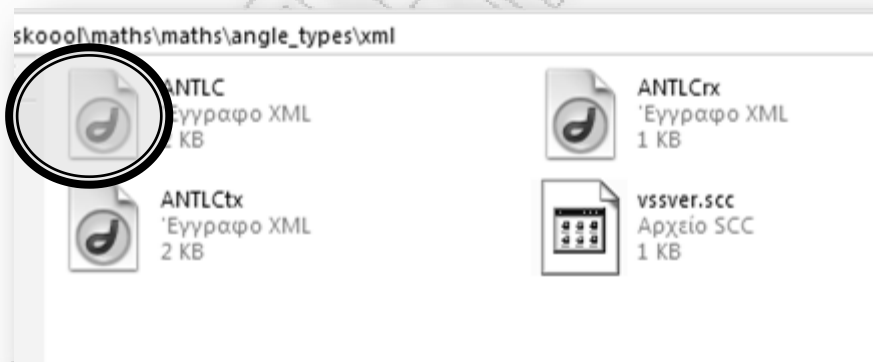 skoool\maths\maths\angle_types\xml
ANTLC
Έγγραφο XML
KB
ANTLCrx
Έγγραφο XML
1 KB
ANTLCtx
Έγγραφο XML
2 KB
vssver.scc
Αρχείο SCC
1 KB